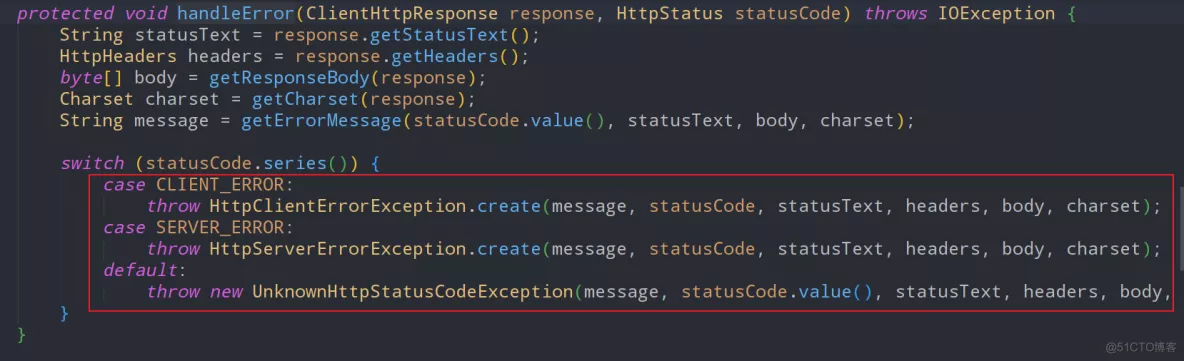 protected void handleError(ClientHttpResponse response, HttpStatus statusCode) throws IOException {
    String statusText = response.getStatusText();
    HttpHeaders headers = response.getHeaders();
    byte[] body = getResponseBody(response);
    Charset charset = getCharset(response);
    String message = getErrorMessage(statusCode.value(), statusText, body, charset);
    switch (statusCode.series()) {
        case CLIENT_ERROR:
            throw HttpClientErrorException.create(message, statusCode, statusText, headers, body, charset);
        case SERVER_ERROR:
            throw HttpServerErrorException.create(message, statusCode, statusText, headers, body, charset);
        default:
            throw new UnknownHttpStatusCodeException(message, statusCode.value(), statusText, headers, body,
    }
}
@51CTO博客